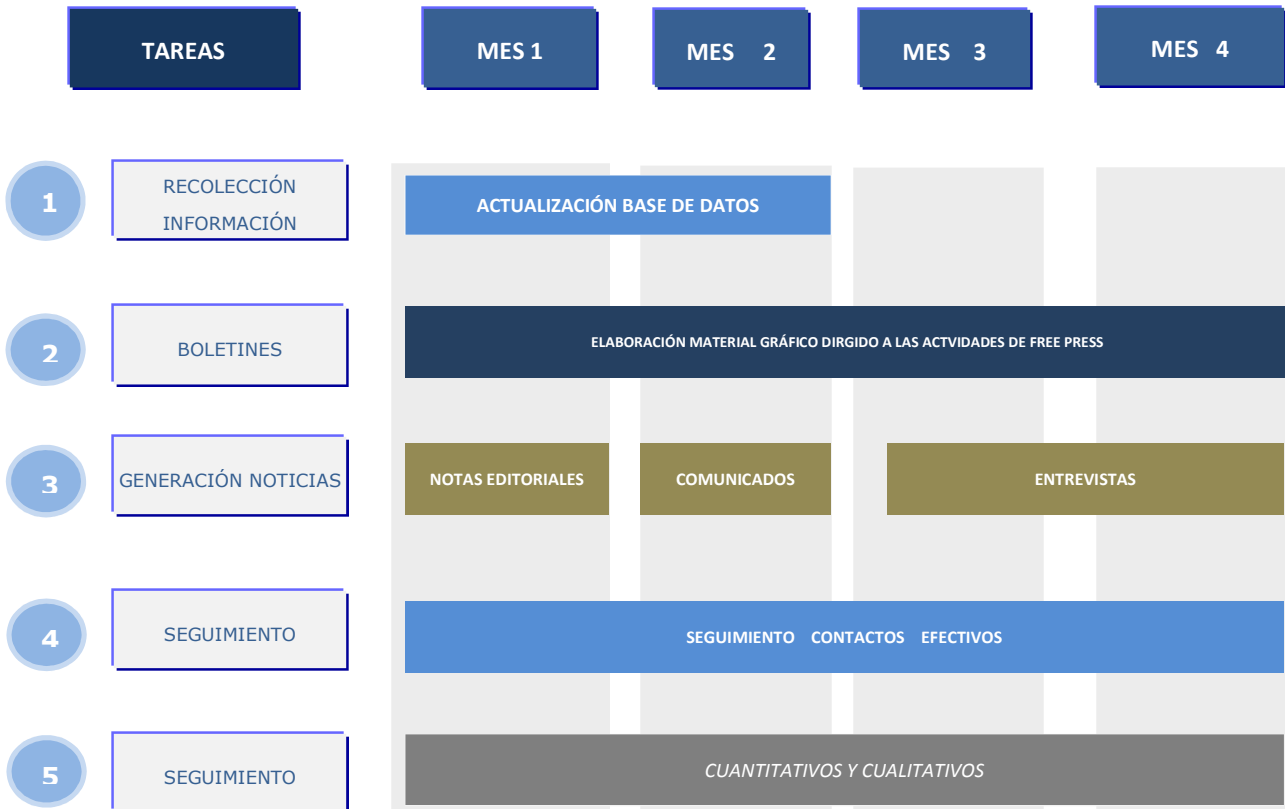 TAREAS
MES 1
MES 2
MES 3
MES 4
1
RECOLECCIÓN
INFORMACIÓN
ACTUALIZACIÓN BASE DE DATOS
2
BOLETINES
ELABORACIÓN MATERIAL GRÁFICO DIRGIDO A LAS ACTVIDADES DE FREE PRESS
3
GENERACIÓN NOTICIAS
NOTAS EDITORIALES
COMUNICADOS
ENTREVISTAS
4
SEGUIMIENTO
SEGUIMIENTO CONTACTOS EFECTIVOS
5
SEGUIMIENTO
CUANTITATIVOS Y CUALITATIVOS